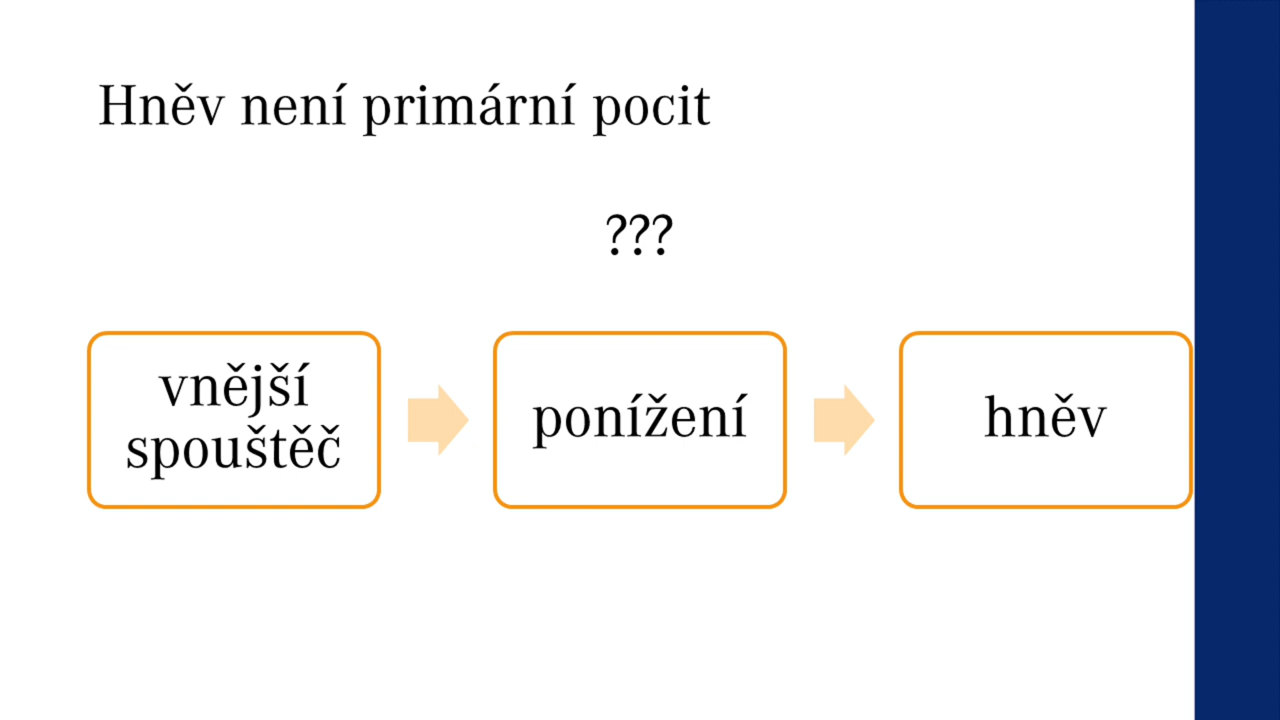 Hněv není primární pocit
???
vnější
spouštěč
ponížení
hněv